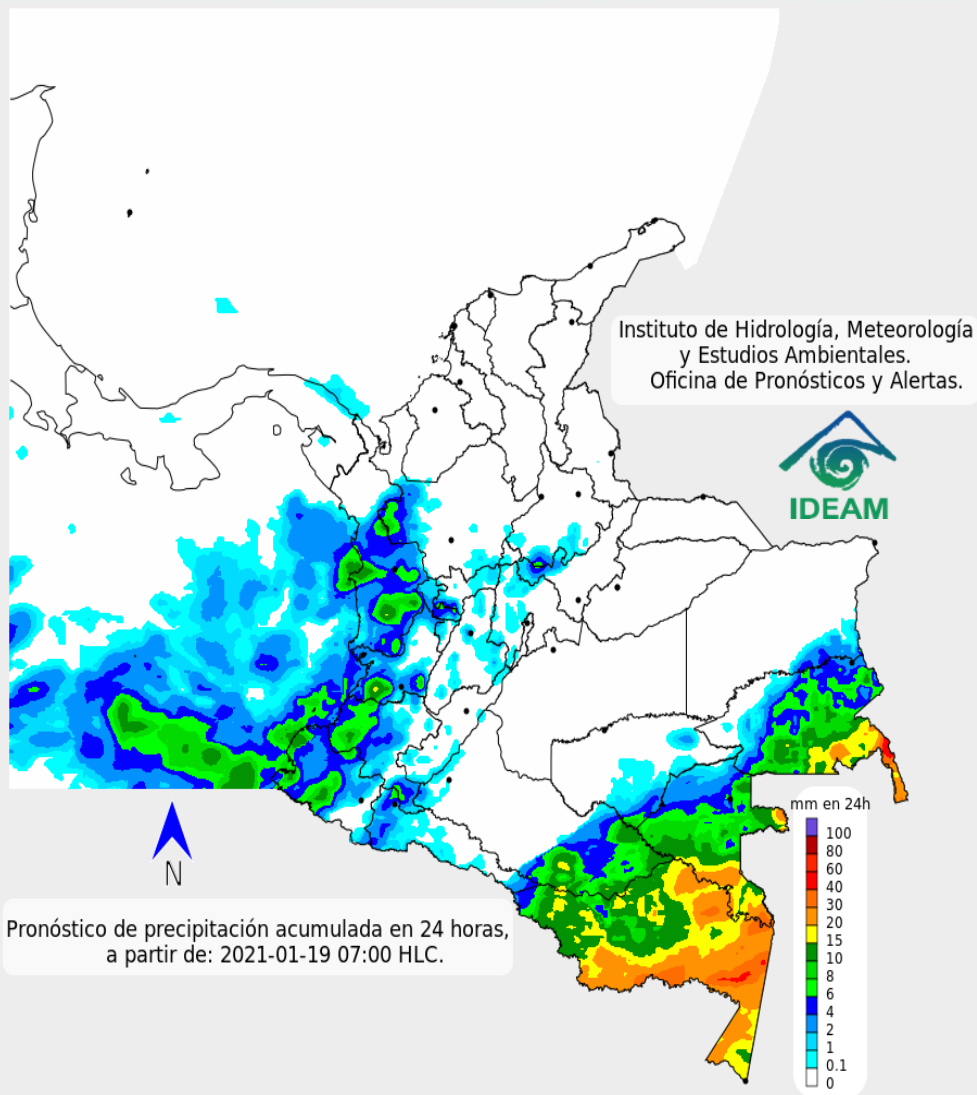 Instituto de Hidrología, Meteorología
y Estudios Ambientales.
Oficina de Pronósticos y Alertas.
IDEAM
N
Pronóstico de precipitación acumulada en 24 horas,
a partir de: 2021-01-19 07:00 HLC.
mm en 24h
100
80
60
40
30
20
15
10
8
6
4
2
1
0.1
0